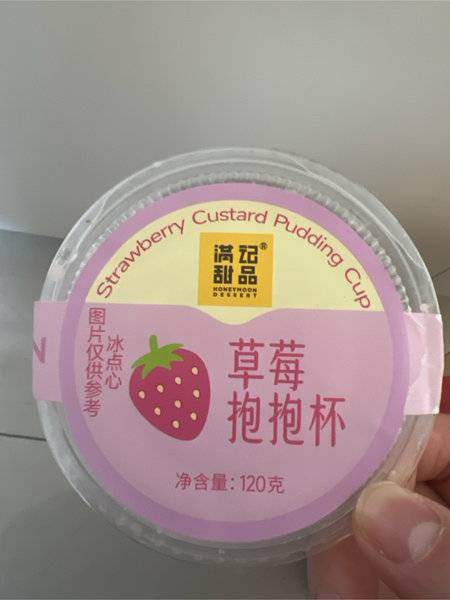 Strawberry Custard Pudding Cup
满记®
甜品
HONEYMOON
DESSERT
冰点心
图片仅供参考
草莓
抱抱杯
净含量：120克
N